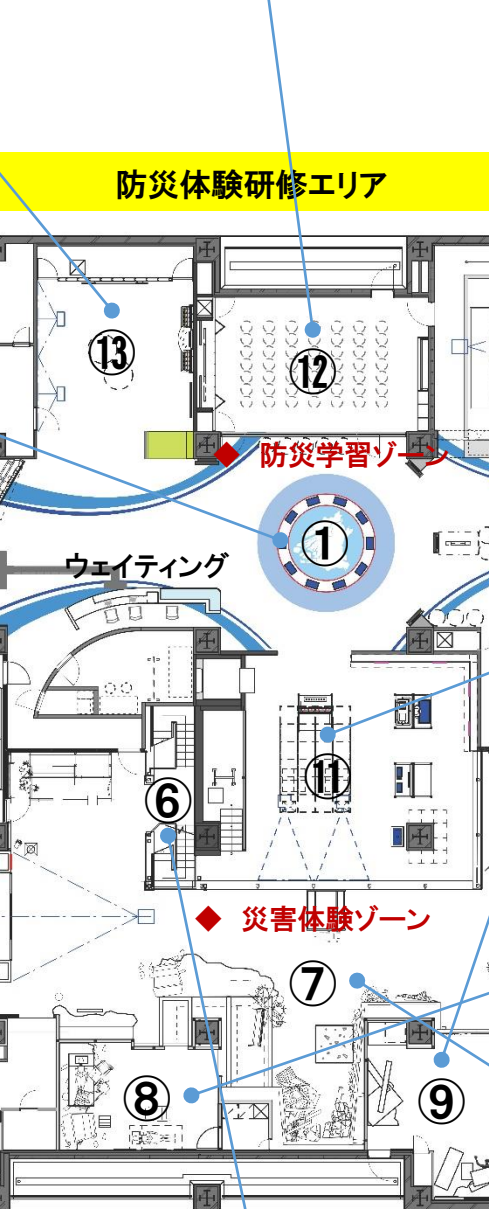 防災体験研修エリア
⑬
⑫
◆ 防災学習ゾーン
①
ウェイティング
⑪
⑥
◆ 災害体験ゾーン
⑦
⑧
⑨